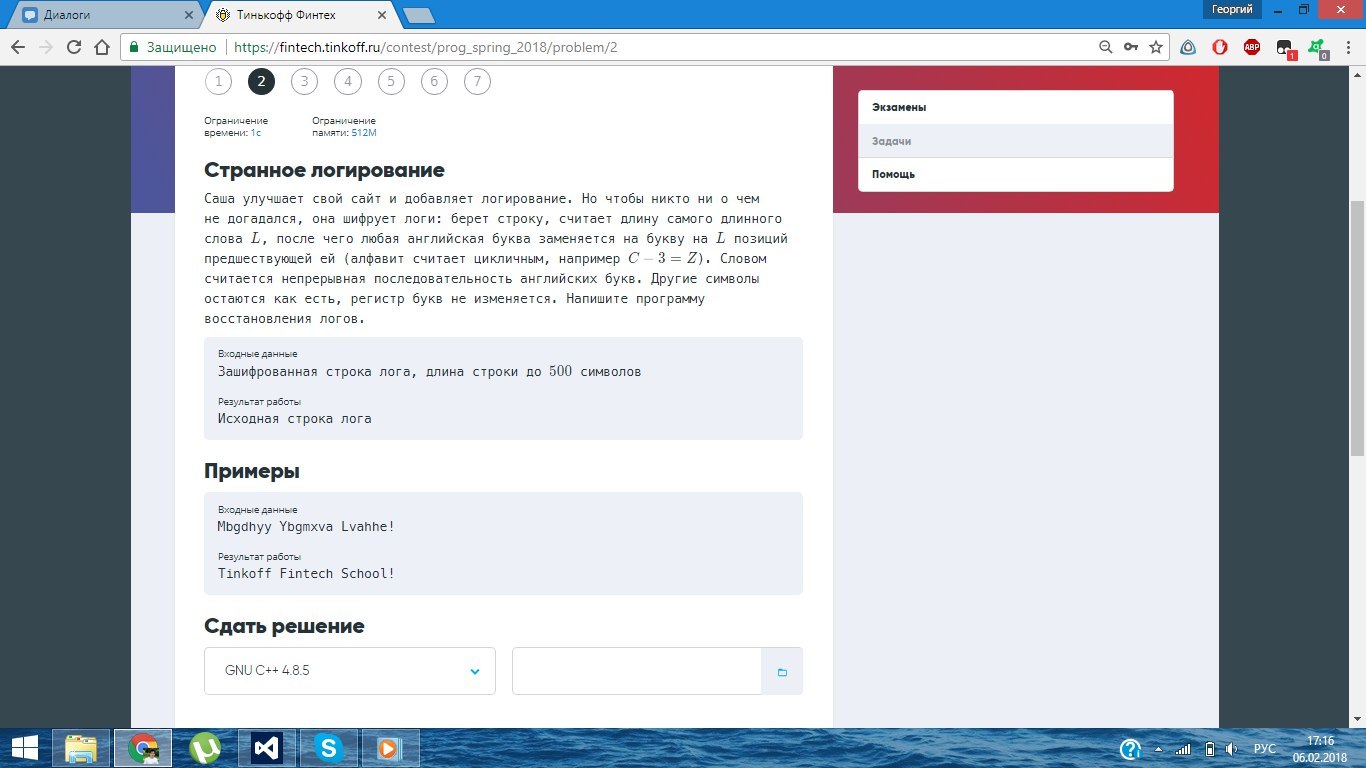 Диалоги
Тинькофф Финтех
Георгий
Защищено
https://fintech.tinkoff.ru/contest/prog_spring_2018/problem/2
ABP
1
0
1 2 3 4 5 6 7
Ограничение времени: 1с
Ограничение памяти: 512M
Экзамены
Задачи
Помощь
Странное логирование
Саша улучшает свой сайт и добавляет логирование. Но чтобы никто ни о чем
не догадался, она шифрует логи: берет строку, считает длину самого длинного
слова L, после чего любая английская буква заменяется на букву на L позиций
предшествующей ей (алфавит считает цикличным, например C − 3 = Z). Словом
считается непрерывная последовательность английских букв. Другие символы
остаются как есть, регистр букв не изменяется. Напишите программу
восстановления логов.
Входные данные
Зашифрованная строка лога, длина строки до 500 символов
Результат работы
Исходная строка лога
Примеры
Входные данные
Mbgdhyy Ybgmxva Lvahhe!
Результат работы
Tinkoff Fintech School!
Сдать решение
GNU C++ 4.8.5
РУС
17:16
06.02.2018